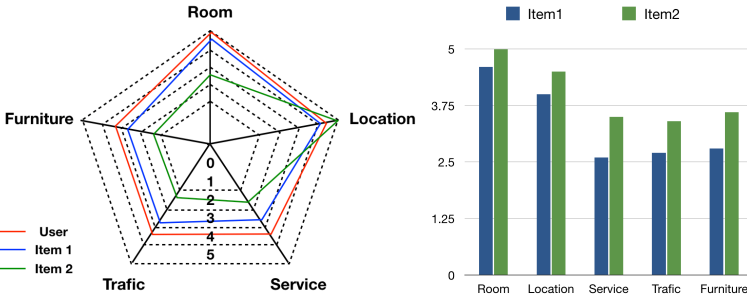 Room
Furniture
Location
0
1
2
3
4
5
User
Item 1
Item 2
Trafic
Service
Item1
Item2
5
3.75
2.5
1.25
0
Room Location Service Trafic Furniture